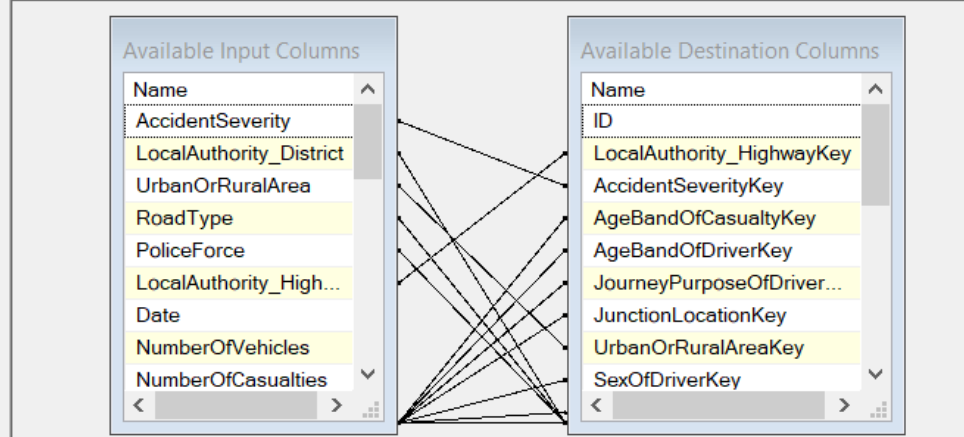 Available Input Columns
Name
AccidentSeverity
LocalAuthority_District
UrbanOrRuralArea
RoadType
PoliceForce
LocalAuthority_High...
Date
NumberOfVehicles
NumberOfCasualties
Available Destination Columns
Name
ID
LocalAuthority_HighwayKey
AccidentSeverityKey
AgeBandOfCasualtyKey
AgeBandOfDriverKey
JourneyPurposeOfDriver...
JunctionLocationKey
UrbanOrRuralAreaKey
SexOfDriverKey